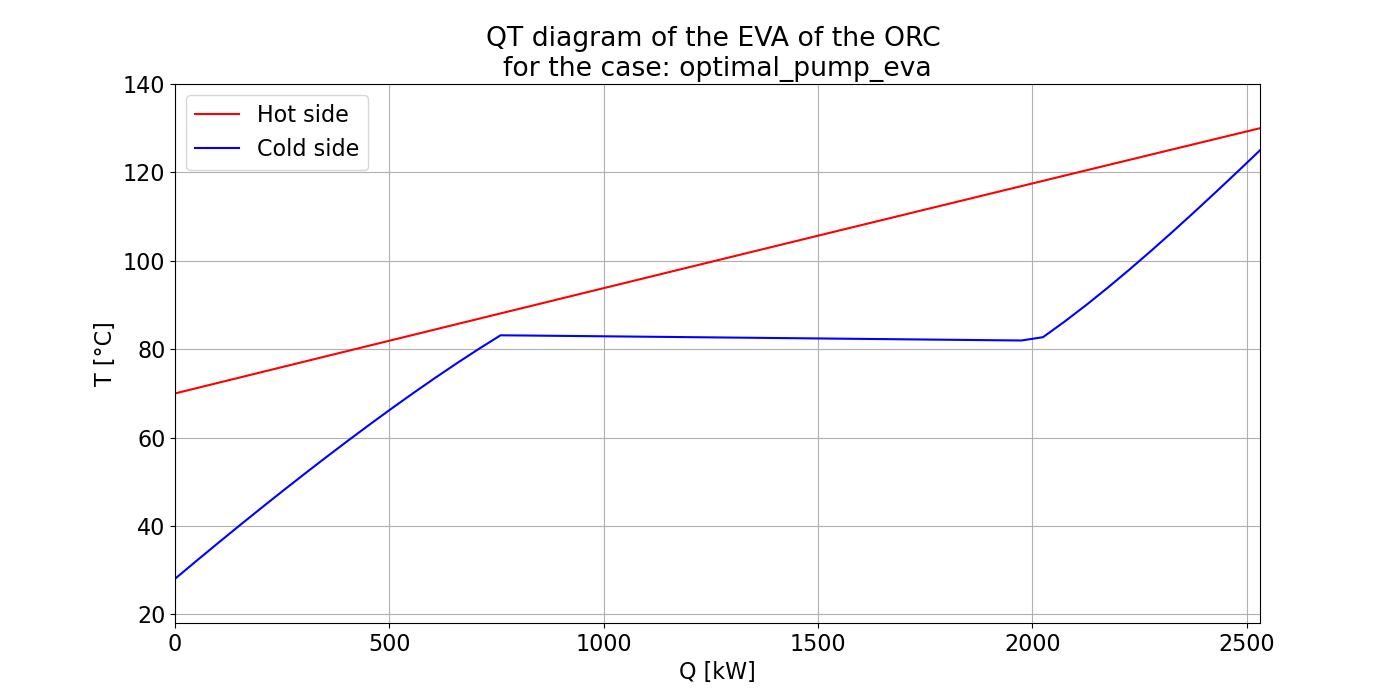 QT diagram of the EVA of the ORC
for the case: optimal_pump_eva
Hot side
Cold side
140
120
100
80
60
40
20
T [°C]
0
500
1000
1500
2000
2500
Q [kW]